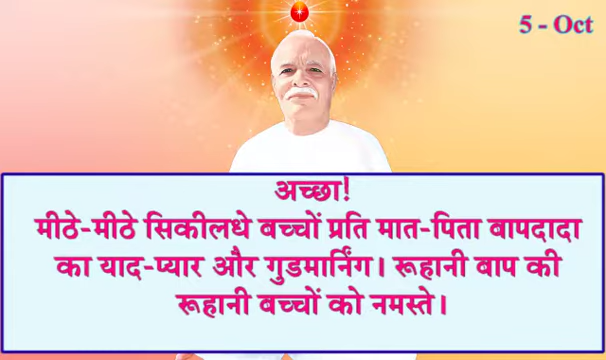 5 - Oct
अच्छा!
मीठे-मीठे सिकीलधे बच्चों प्रति मात-पिता बापदादा
का याद-प्यार और गुडमार्निंग। रूहानी बाप की
रूहानी बच्चों को नमस्ते।